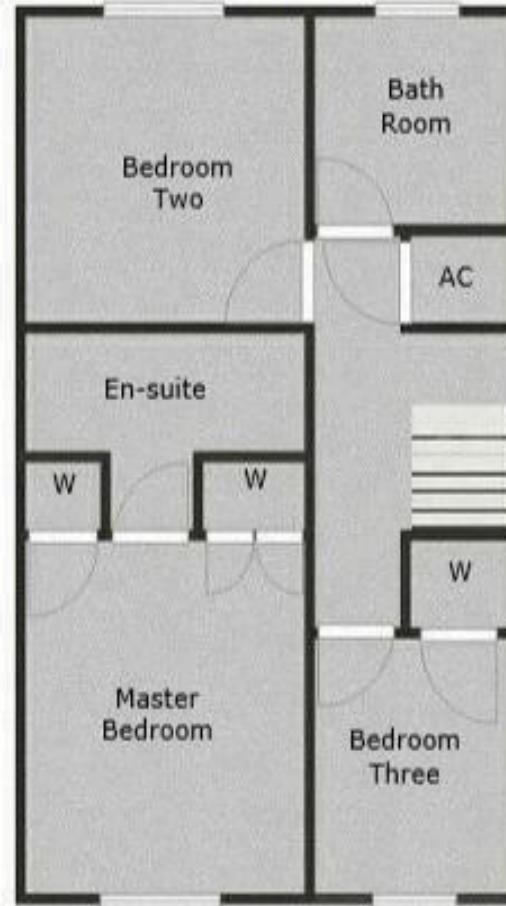 Bath
Room
Bedroom
Two
AC
En-suite
W
W
W
Master
Bedroom
Bedroom
Three